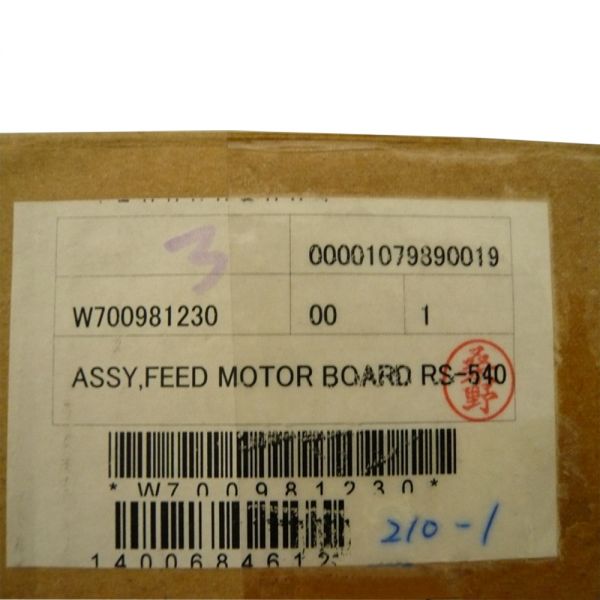 3
00001079890019
W700981230 00 1
ASSY,FEED MOTOR BOARD RS-540
*W700981230*
210-1
1400684612